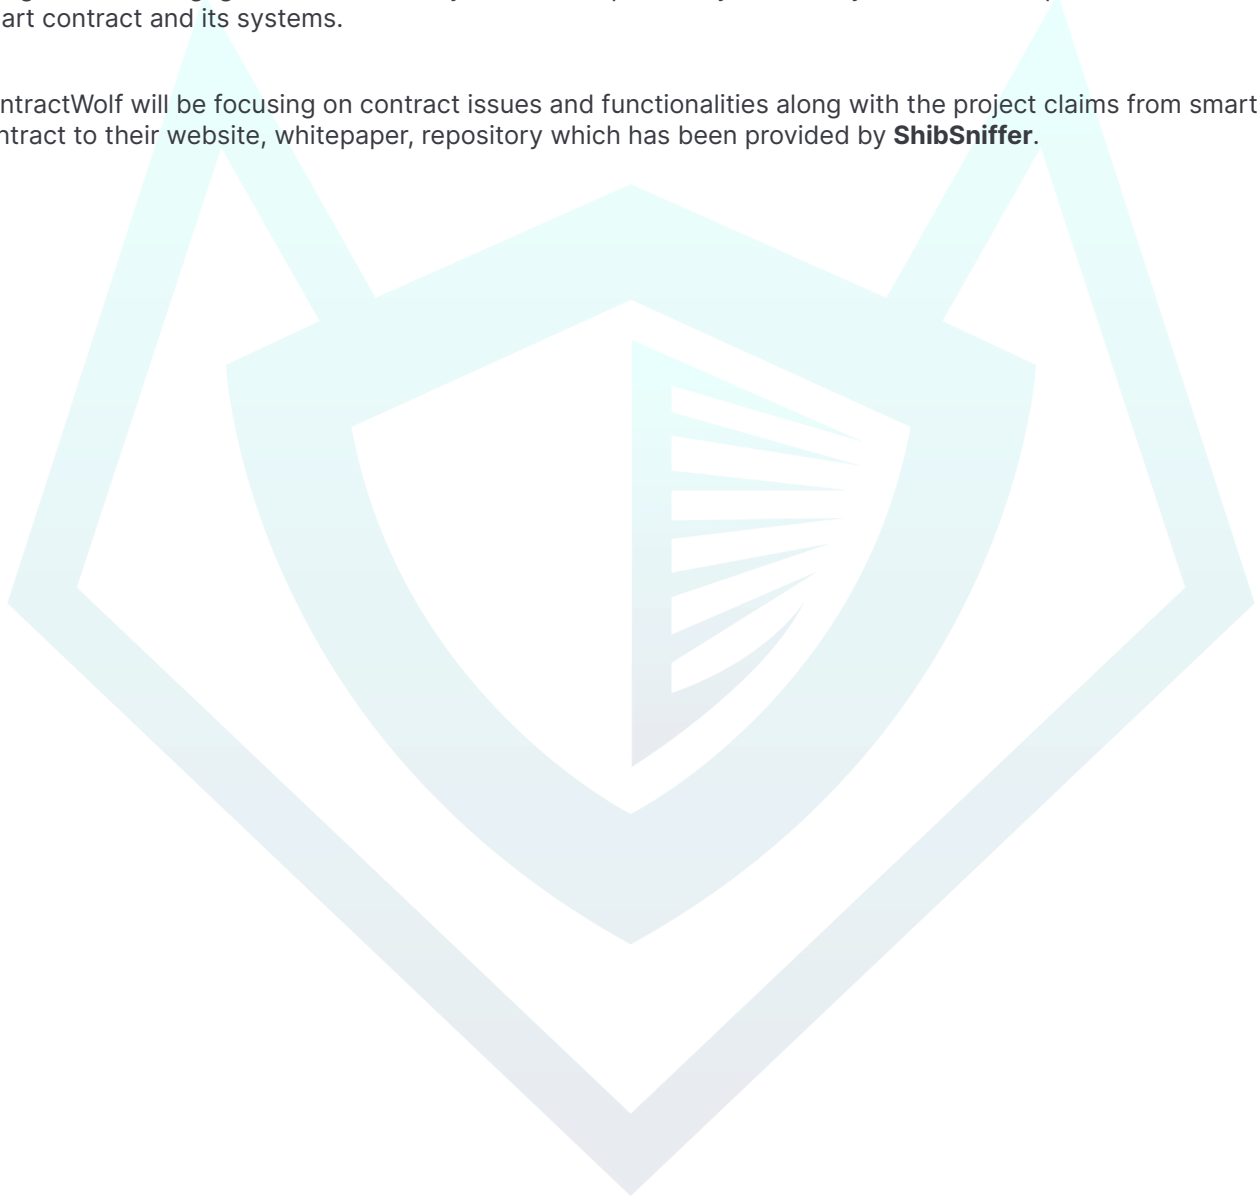 art contract and its systems.
ntractWolf will be focusing on contract issues and functionalities along with the project claims from smart
ntract to their website, whitepaper, repository which has been provided by ShibSniffer.